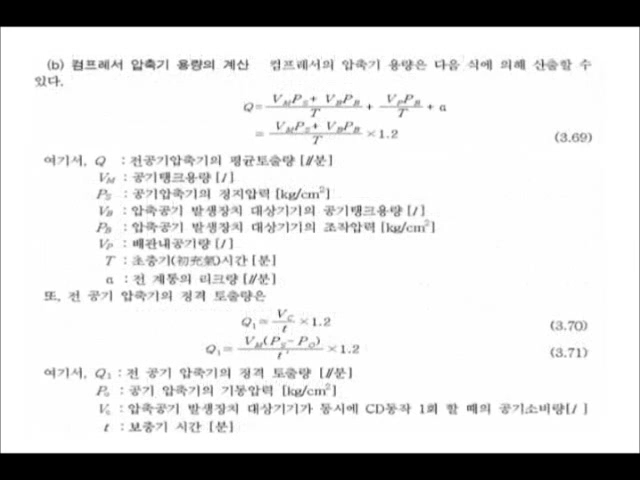 (b) 컴프레서 압축기 용량의 계산 컴프레서의 압축기 용량은 다음 식에 의해 산출할 수
있다.
Q = (V_M P_S + V_B P_B) / T + (V_P P_B) / T + a
= (V_M P_S + V_B P_B) / T × 1.2 (3.69)
여기서, Q : 전공기압축기의 평균토출량 [l/분]
V_M : 공기탱크용량 [l]
P_S : 공기압축기의 정지압력 [kg/cm²]
V_B : 압축공기 발생장치 대상기기의 공기탱크용량 [l]
P_B : 압축공기 발생장치 대상기기의 조작압력 [kg/cm²]
V_P : 배관내공기량 [l]
T : 초충기(初充氣)시간 [분]
a : 전 계통의 리크량 [l/분]
또, 전 공기 압축기의 정격 토출량은
Q₁ = V_C / t × 1.2 (3.70)
Q₁ = V_M(P_S − P_O) / t' × 1.2 (3.71)
여기서, Q₁ : 전 공기 압축기의 정격 토출량 [l/분]
P_o : 공기 압축기의 기동압력 [kg/cm²]
V_c : 압축공기 발생장치 대상기기가 동시에 CD동작 1회 할 때의 공기소비량[l]
t : 보충기 시간 [분]